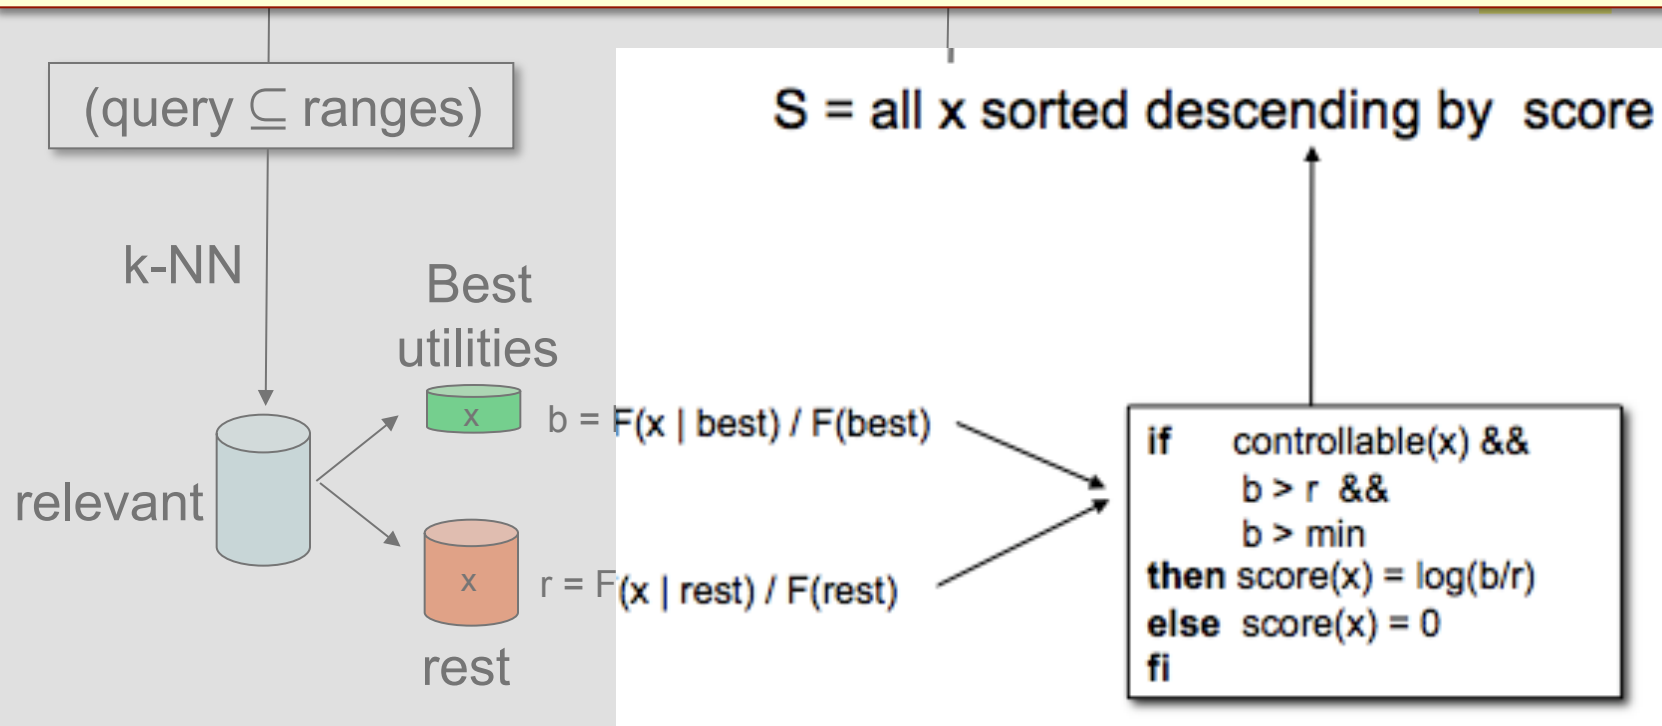 (query ⊆ ranges)
S = all x sorted descending by score
k-NN
Best
utilities
relevant
x
b = F(x | best) / F(best)
x
r = F(x | rest) / F(rest)
rest
if controllable(x) &&
b > r &&
b > min
then score(x) = log(b/r)
else score(x) = 0
fi